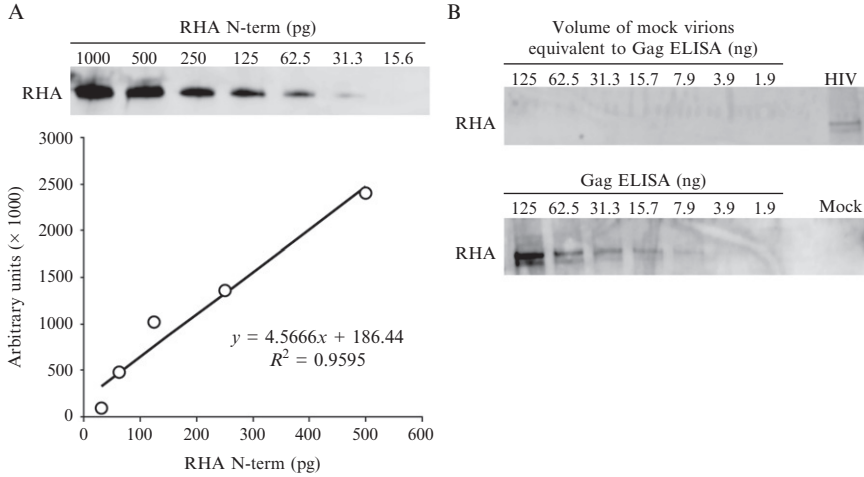 A
RHA N-term (pg)
1000 500 250 125 62.5 31.3 15.6
RHA
3000
2500
2000
1500
1000
500
0
Arbitrary units (× 1000)
y = 4.5666x + 186.44
R² = 0.9595
0 100 200 300 400 500 600
RHA N-term (pg)
B
Volume of mock virions
equivalent to Gag ELISA (ng)
125 62.5 31.3 15.7 7.9 3.9 1.9 HIV
RHA
Gag ELISA (ng)
125 62.5 31.3 15.7 7.9 3.9 1.9 Mock
RHA